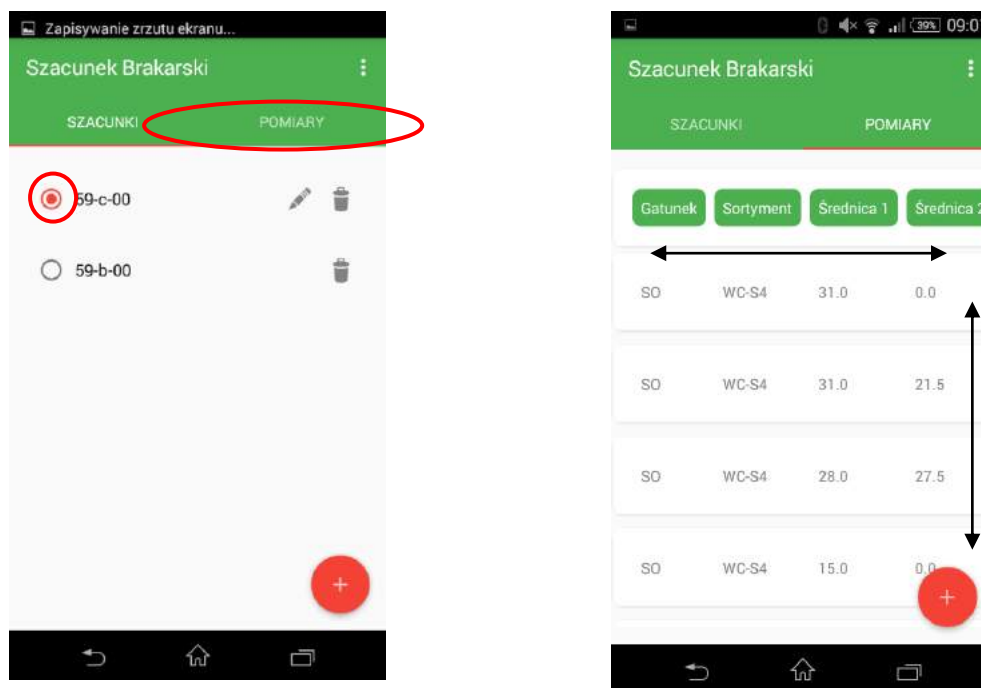 Zapisywanie zrzutu ekranu...
Szacunek Brakarski
SZACUNKI POMIARY
59-c-00
59-b-00
39% 09:01
Szacunek Brakarski
SZACUNKI POMIARY
Gatunek Sortyment Średnica 1 Średnica 2
SO WC-S4 31.0 0.0
SO WC-S4 31.0 21.5
SO WC-S4 28.0 27.5
SO WC-S4 15.0 0.0